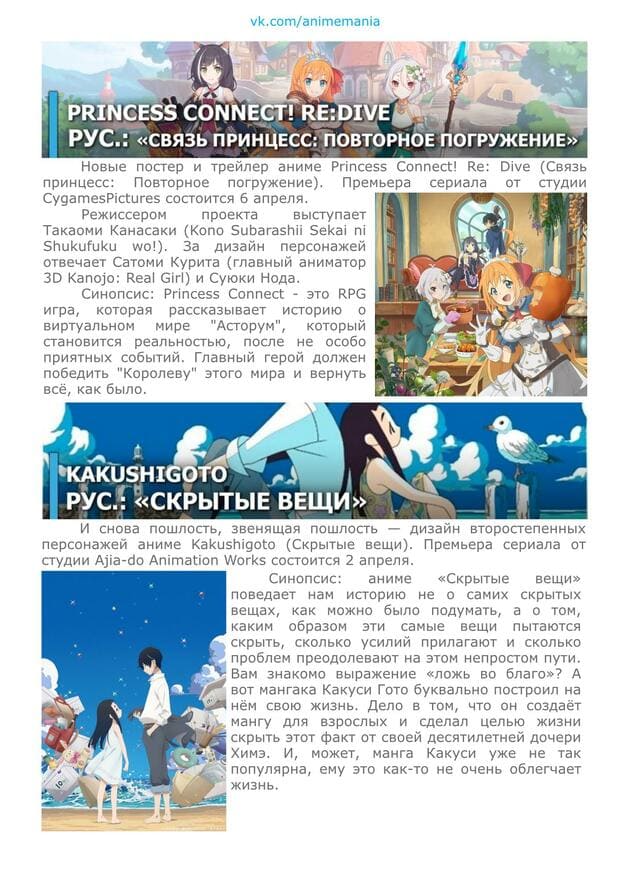 vk.com/animemania
PRINCESS CONNECT! RE:DIVE
РУС.: «СВЯЗЬ ПРИНЦЕСС: ПОВТОРНОЕ ПОГРУЖЕНИЕ»
Новые постер и трейлер аниме Princess Connect! Re: Dive (Связь
принцесс: Повторное погружение). Премьера сериала от студии
CygamesPictures состоится 6 апреля.
Режиссером проекта выступает
Такаоми Канасаки (Kono Subarashii Sekai ni
Shukufuku wo!). За дизайн персонажей
отвечает Сатоми Курита (главный аниматор
3D Kanojo: Real Girl) и Суюки Нода.
Синопсис: Princess Connect - это RPG
игра, которая рассказывает историю о
виртуальном мире "Асторум", который
становится реальностью, после не особо
приятных событий. Главный герой должен
победить "Королеву" этого мира и вернуть
всё, как было.
KAKUSHIGOTO
РУС.: «СКРЫТЫЕ ВЕЩИ»
И снова пошлость, звенящая пошлость — дизайн второстепенных
персонажей аниме Kakushigoto (Скрытые вещи). Премьера сериала от
студии Ajia-do Animation Works состоится 2 апреля.
Синопсис: аниме «Скрытые вещи»
поведает нам историю не о самих скрытых
вещах, как можно было подумать, а о том,
каким образом эти самые вещи пытаются
скрыть, сколько усилий прилагают и сколько
проблем преодолевают на этом непростом пути.
Вам знакомо выражение «ложь во благо»? А
вот мангака Какуси Гото буквально построил на
нём свою жизнь. Дело в том, что он создаёт
мангу для взрослых и сделал целью жизни
скрыть этот факт от своей десятилетней дочери
Химэ. И, может, манга Какуси уже не так
популярна, ему это как-то не очень облегчает
жизнь.